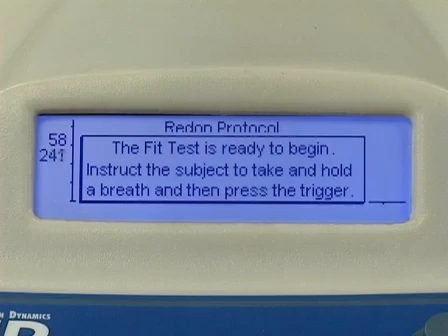 Redon Protocol
58
241
The Fit Test is ready to begin.
Instruct the subject to take and hold
a breath and then press the trigger.
N DYNAMICS